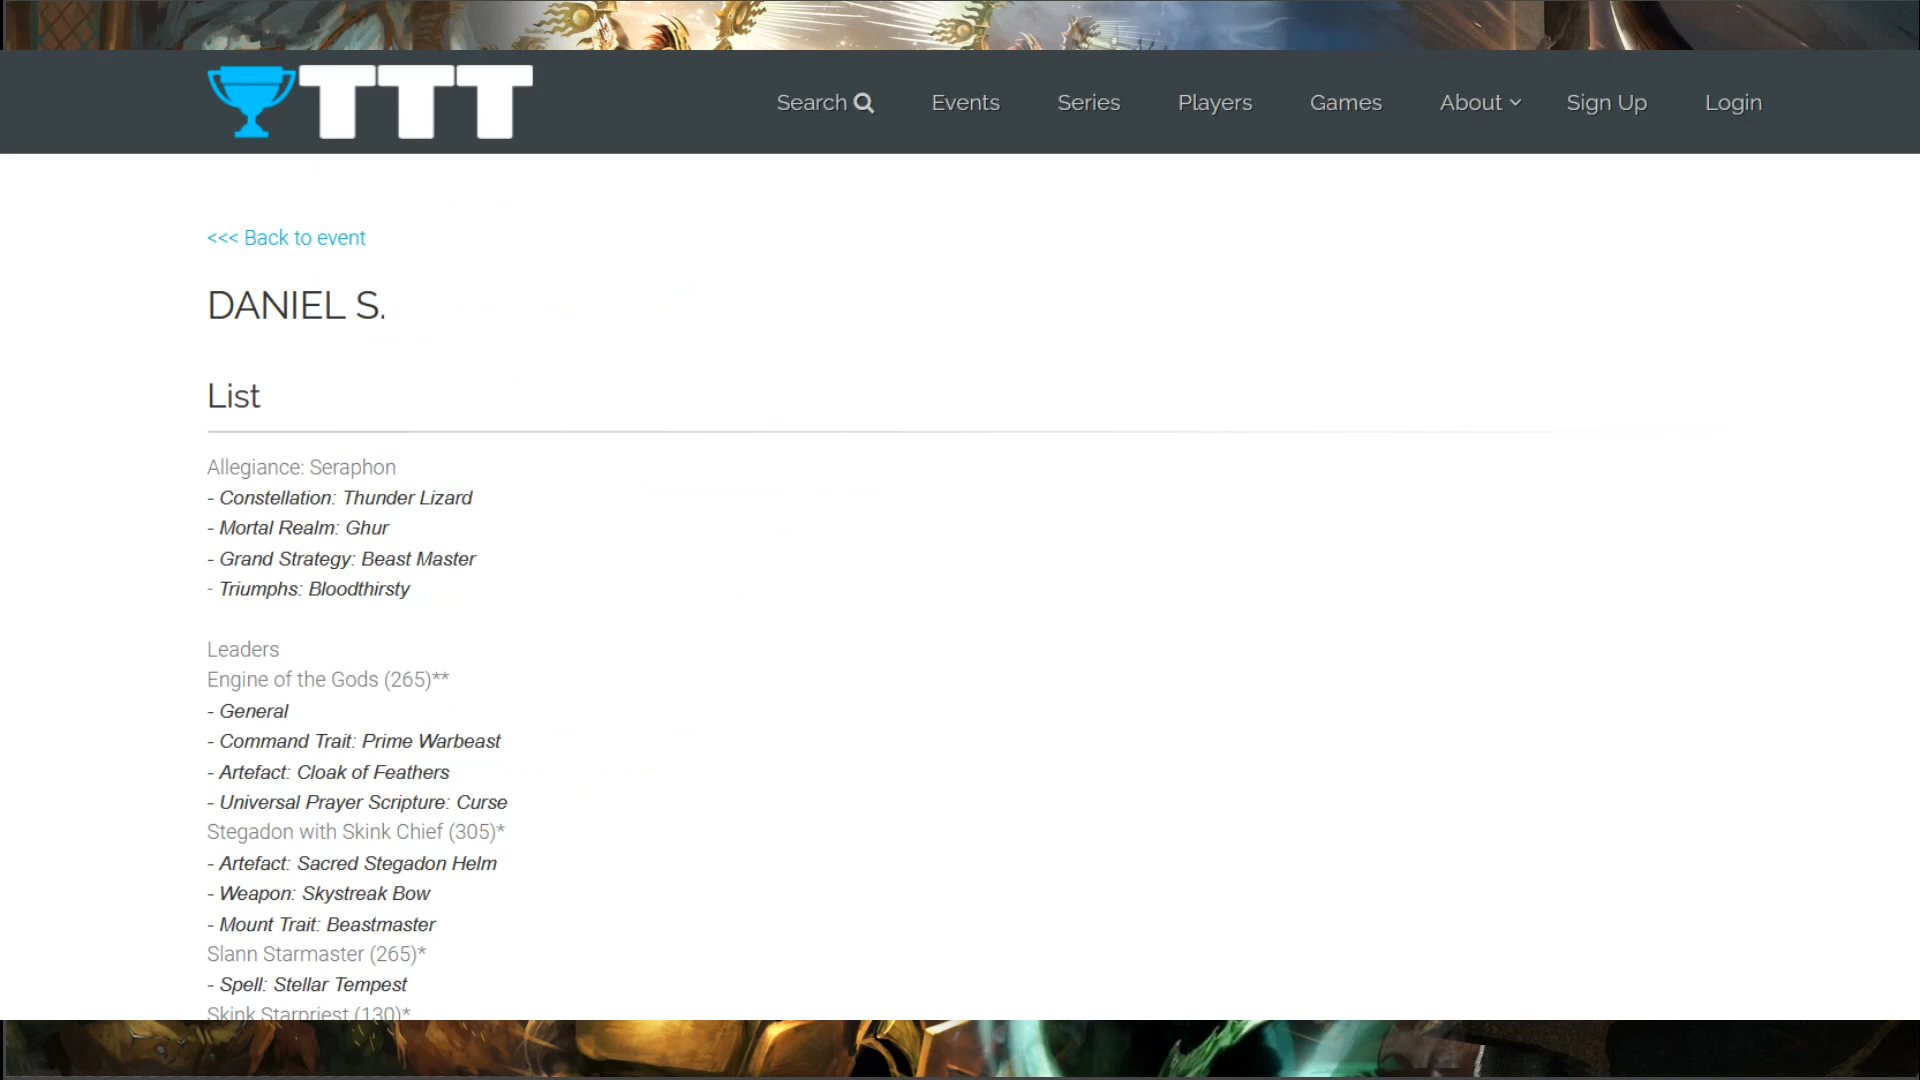 TTT
Search Events Series Players Games About Sign Up Login
<<< Back to event
DANIEL S.
List
Allegiance: Seraphon
- Constellation: Thunder Lizard
- Mortal Realm: Ghur
- Grand Strategy: Beast Master
- Triumphs: Bloodthirsty
Leaders
Engine of the Gods (265)**
- General
- Command Trait: Prime Warbeast
- Artefact: Cloak of Feathers
- Universal Prayer Scripture: Curse
Stegadon with Skink Chief (305)*
- Artefact: Sacred Stegadon Helm
- Weapon: Skystreak Bow
- Mount Trait: Beastmaster
Slann Starmaster (265)*
- Spell: Stellar Tempest
Skink Starpriest (130)*